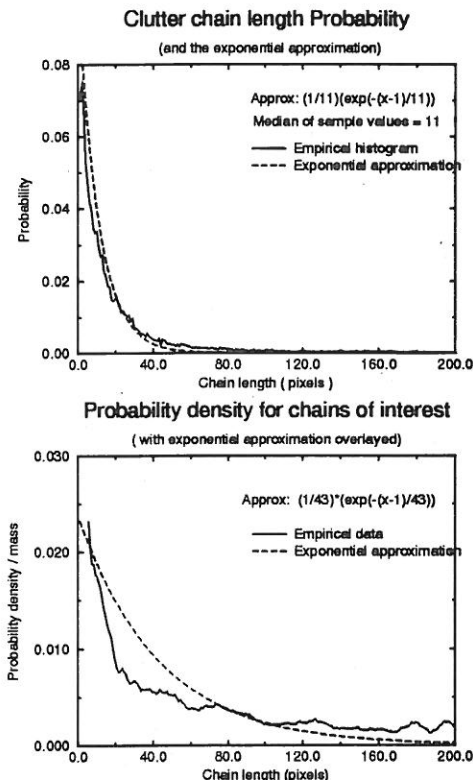 Clutter chain length Probability
(and the exponential approximation)
0.08
0.06
0.04
0.02
0.00
Probability
Approx: (1/11)(exp(-(x-1)/11))
Median of sample values = 11
Empirical histogram
Exponential approximation
0.0 40.0 80.0 120.0 160.0 200.0
Chain length ( pixels )
Probability density for chains of interest
( with exponential approximation overlayed)
0.030
0.020
0.010
0.000
Probability density / mass
Approx: (1/43)*(exp(-(x-1)/43))
Empirical data
Exponential approximation
0.0 40.0 80.0 120.0 160.0 200.0
Chain length (pixels)